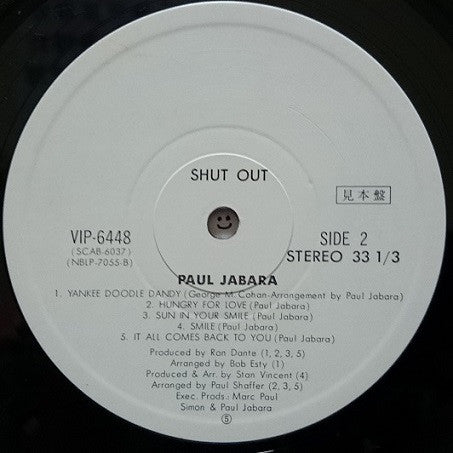 SHUT OUT
見本盤
VIP-6448
(SCAB-6037)
(NBLP-7055-B)
SIDE 2
STEREO 33 1/3
PAUL JABARA
1. YANKEE DOODLE DANDY (George M. Cohan-Arrangement by Paul Jabara)
2. HUNGRY FOR LOVE (Paul Jabara)
3. SUN IN YOUR SMILE (Paul Jabara)
4. SMILE (Paul Jabara)
5. IT ALL COMES BACK TO YOU (Paul Jabara)
Produced by Ron Dante (1, 2, 3, 5)
Arranged by Bob Esty (1)
Produced & Arr. by Stan Vincent (4)
Arranged by Paul Shaffer (2, 3, 5)
Exec. Prods.: Marc Paul
Simon & Paul Jabara
⑤